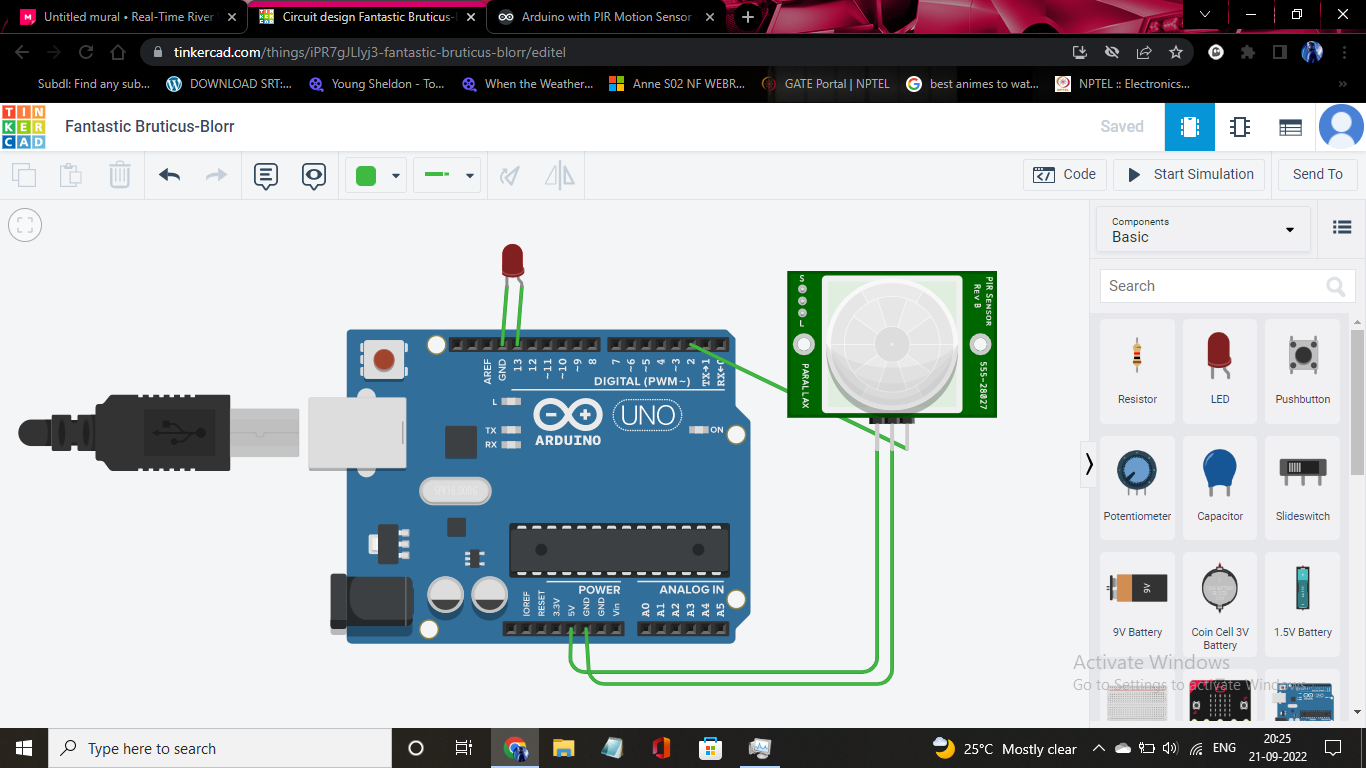 Untitled mural • Real-Time River
Circuit design Fantastic Bruticus-
Arduino with PIR Motion Sensor
tinkercad.com/things/iPR7gJLIyj3-fantastic-bruticus-blorr/editel
Subdl: Find any sub...
DOWNLOAD SRT:...
Young Sheldon - To...
When the Weather...
Anne S02 NF WEBR...
GATE Portal | NPTEL
best animes to wat...
NPTEL :: Electronics...
TIN
KER
CAD
Fantastic Bruticus-Blorr
Saved
Code
Start Simulation
Send To
Components
Basic
Search
Resistor
LED
Pushbutton
Potentiometer
Capacitor
Slideswitch
9V
9V Battery
Coin Cell 3V
Battery
1.5V Battery
Activate Windows
Go to Settings to activate Windows.
AREF
GND
13
12
~11
~10
~9
8
7
~6
~5
4
~3
2
TX→1
RX←0
DIGITAL (PWM~)
L
TX
RX
ARDUINO
UNO
ON
POWER
ANALOG IN
IOREF
RESET
3.3V
5V
GND
GND
Vin
A0
A1
A2
A3
A4
A5
S
L
PARALLAX
PIR SENSOR
REV B
555-28027
Type here to search
25°C Mostly clear
ENG
20:25
21-09-2022